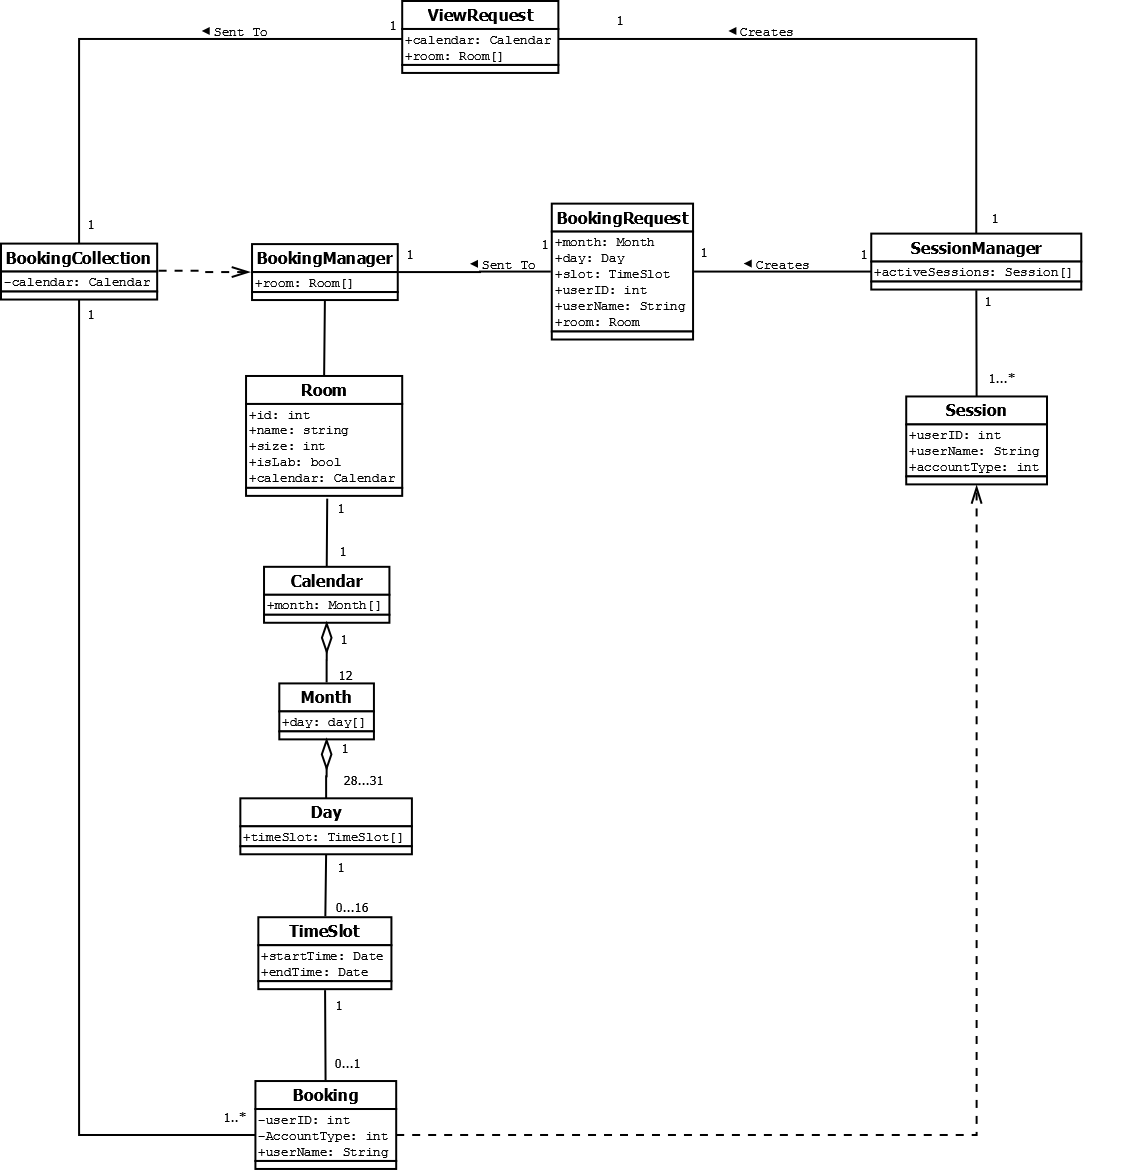 ViewRequest
+calendar: Calendar
+room: Room[]
1
◄Sent To
1
◄Creates
1
1
BookingCollection
-calendar: Calendar
1
BookingManager
+room: Room[]
1
◄Sent To
1
BookingRequest
+month: Month
+day: Day
+slot: TimeSlot
+userID: int
+userName: String
+room: Room
1
◄Creates
1
SessionManager
+activeSessions: Session[]
1
1...*
Session
+userID: int
+userName: String
+accountType: int
Room
+id: int
+name: string
+size: int
+isLab: bool
+calendar: Calendar
1
1
Calendar
+month: Month[]
1
12
Month
+day: day[]
1
28...31
Day
+timeSlot: TimeSlot[]
1
0...16
TimeSlot
+startTime: Date
+endTime: Date
1
0...1
1..*
Booking
-userID: int
-AccountType: int
+userName: String